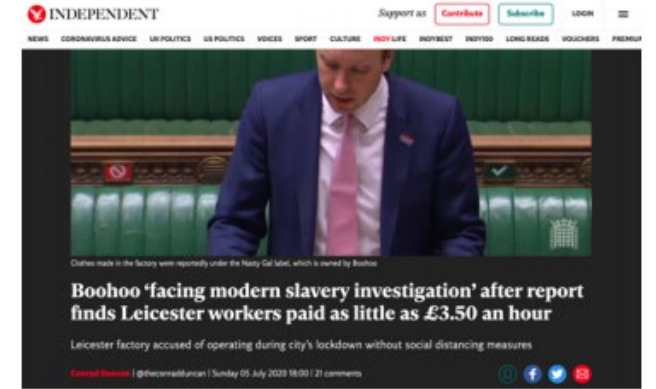 INDEPENDENT
Support us Contribute Subscribe LOGIN
NEWS CORONAVIRUS ADVICE UK POLITICS US POLITICS VOICES SPORT CULTURE INDY/LIFE INDYBEST INDY100 LONG READS VOUCHERS PREMIUM
Clothes made in the factory were reportedly under the Nasty Gal label, which is owned by Boohoo
Boohoo ‘facing modern slavery investigation’ after report
finds Leicester workers paid as little as £3.50 an hour
Leicester factory accused of operating during city's lockdown without social distancing measures
Conrad Duncan | @theconradduncan | Sunday 05 July 2020 18:00 | 21 comments